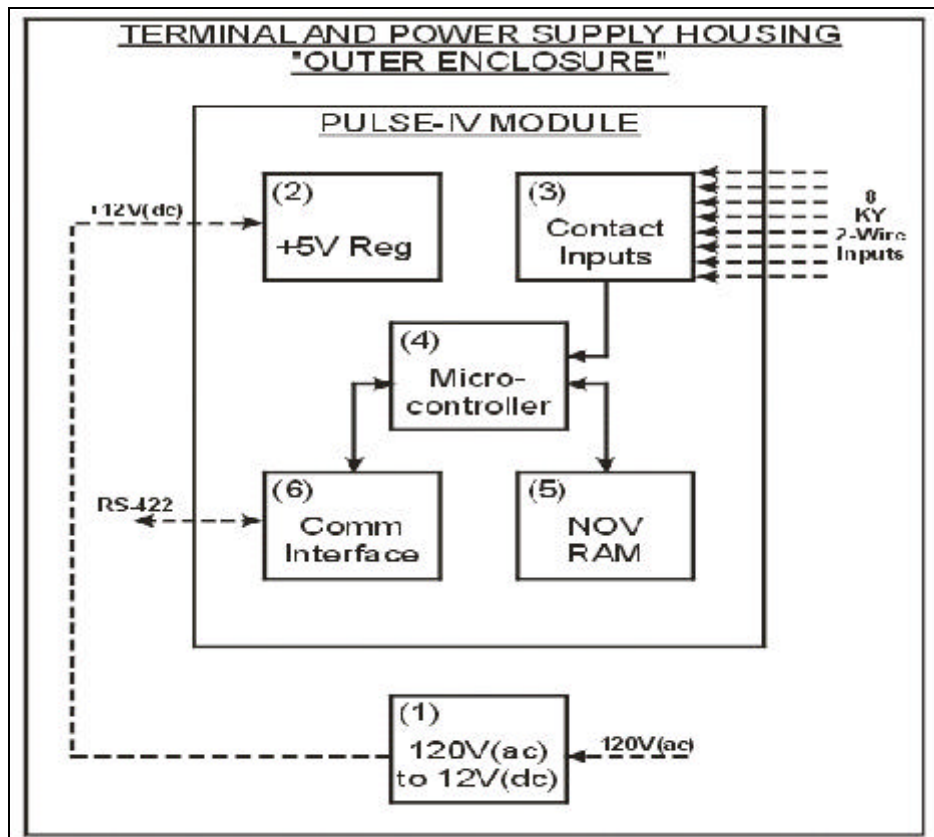 TERMINAL AND POWER SUPPLY HOUSING
"OUTER ENCLOSURE"
PULSE-IV MODULE
(2)
+5V Reg
(3)
Contact
Inputs
+12V(dc)
8
KY
2-Wire
Inputs
(4)
Micro-
controller
(6)
Comm
Interface
RS-422
(5)
NOV
RAM
(1)
120V(ac)
to 12V(dc)
120V(ac)